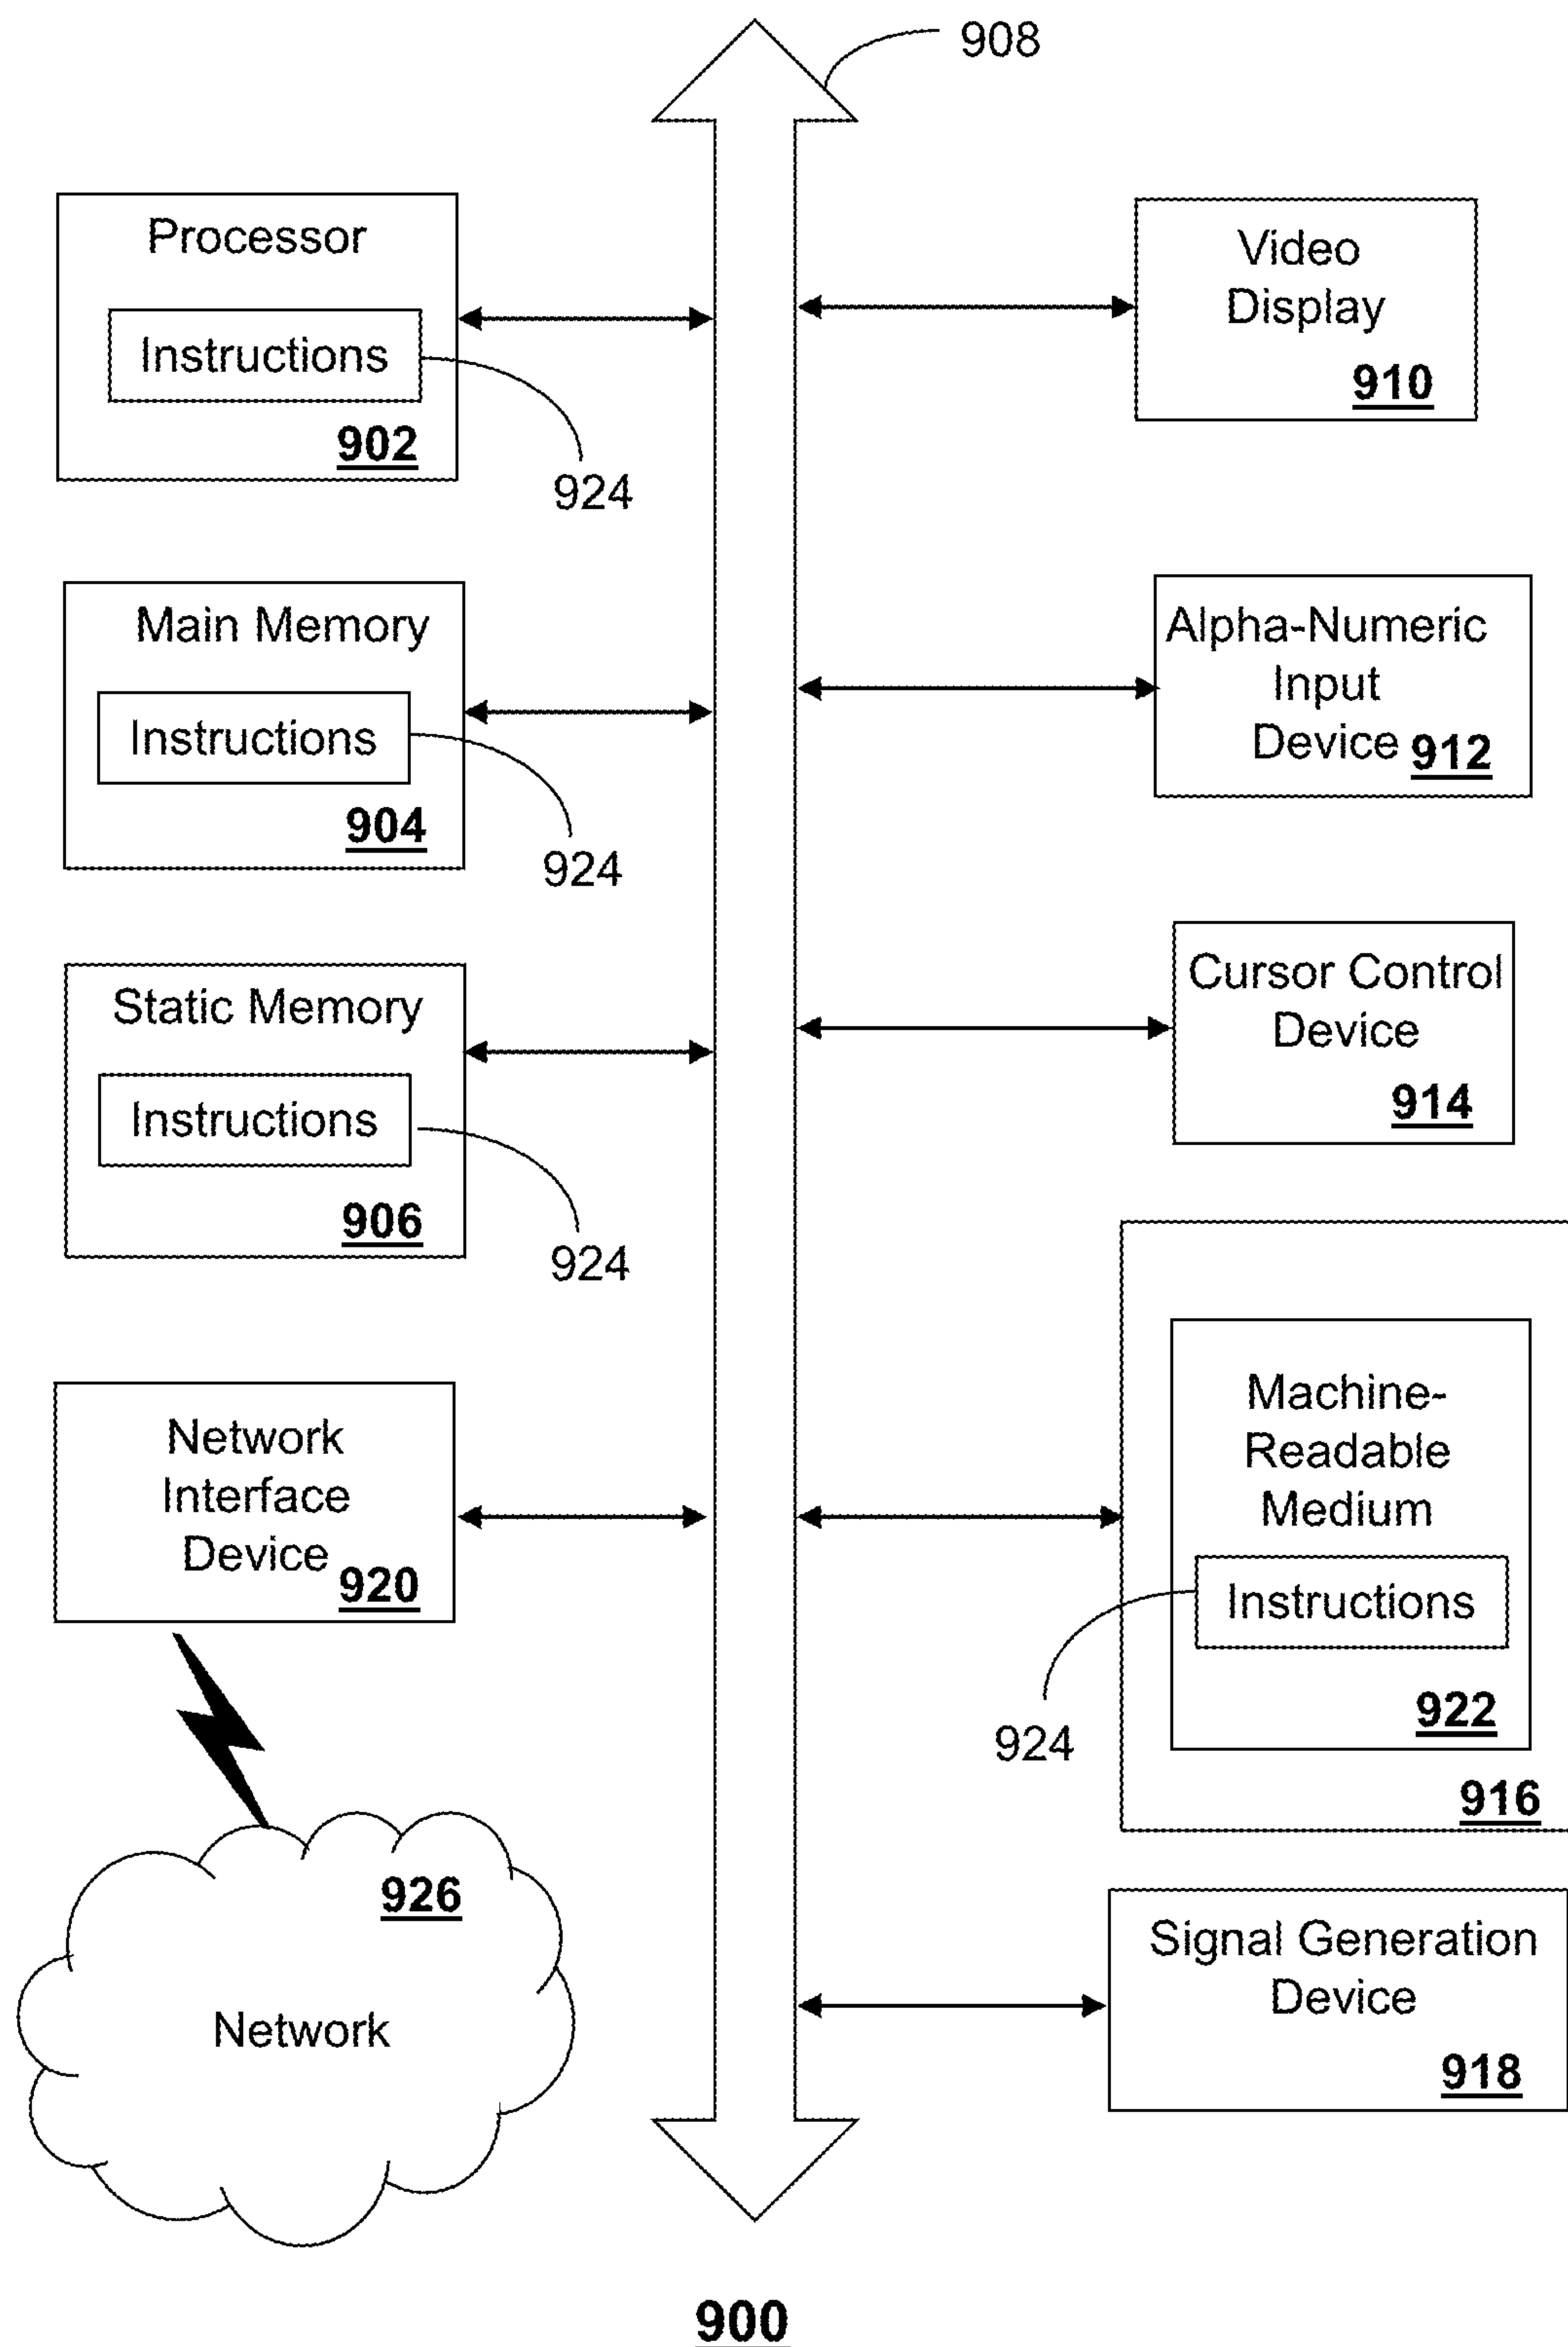 908
Processor
Instructions
902
924
Main Memory
Instructions
904
924
Static Memory
Instructions
906
924
Network
Interface
Device
920
926
Network
Video
Display
910
Alpha-Numeric
Input
Device
912
Cursor Control
Device
914
Machine-
Readable
Medium
Instructions
922
924
916
Signal Generation
Device
918
900